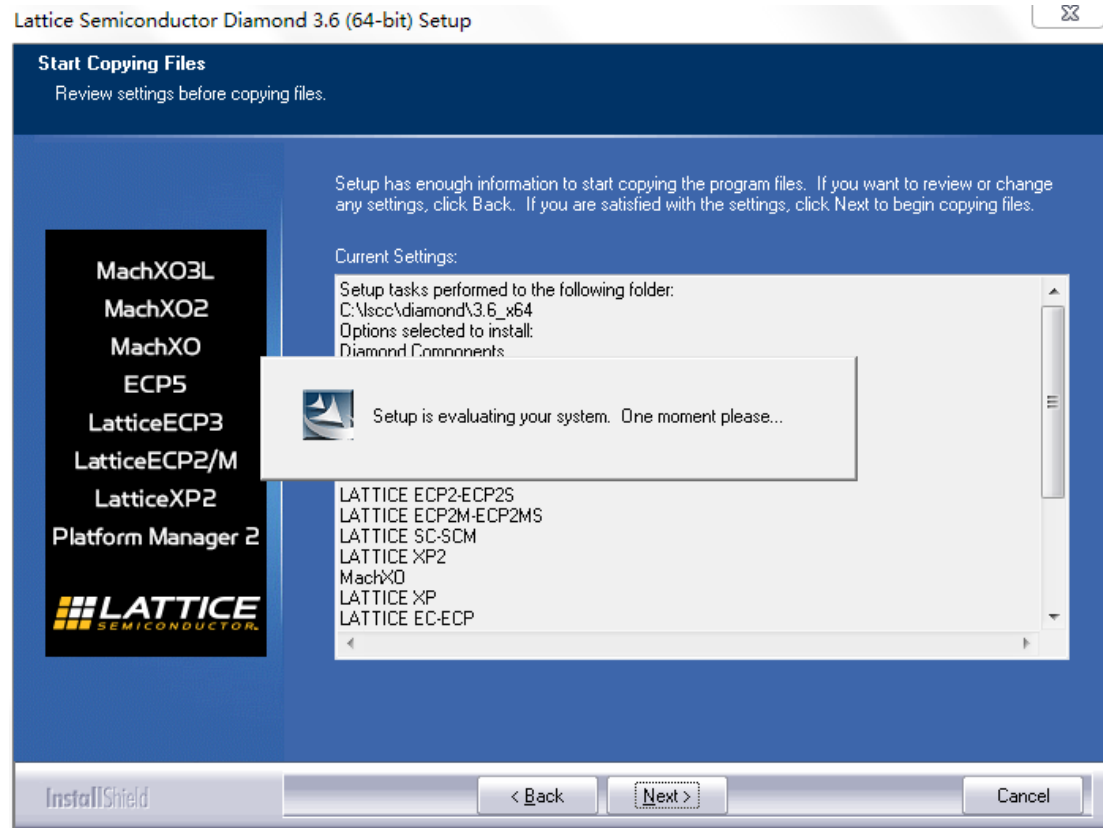 Lattice Semiconductor Diamond 3.6 (64-bit) Setup
Start Copying Files
Review settings before copying files.
Setup has enough information to start copying the program files.  If you want to review or change
any settings, click Back.  If you are satisfied with the settings, click Next to begin copying files.
Current Settings:
Setup tasks performed to the following folder:
C:\lscc\diamond\3.6_x64
Options selected to install:
Diamond Components
Setup is evaluating your system.  One moment please...
LATTICE ECP2-ECP2S
LATTICE ECP2M-ECP2MS
LATTICE SC-SCM
LATTICE XP2
MachXO
LATTICE XP
LATTICE EC-ECP
MachXO3L
MachXO2
MachXO
ECP5
LatticeECP3
LatticeECP2/M
LatticeXP2
Platform Manager 2
LATTICE
SEMICONDUCTOR.
InstallShield
< Back
Next >
Cancel